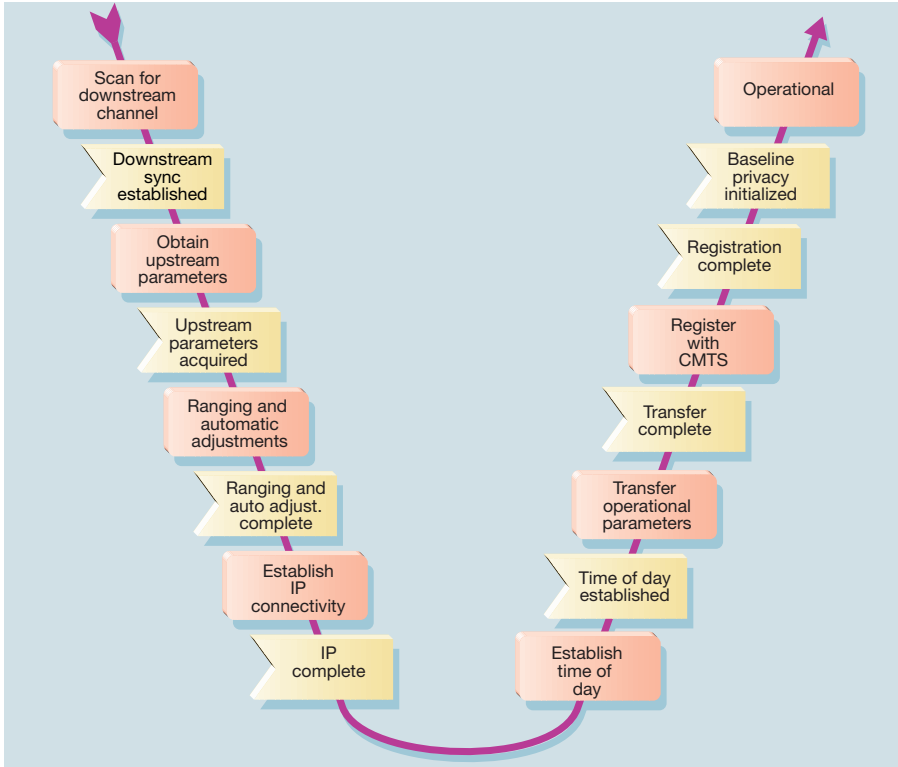 Scan for
downstream
channel
Downstream
sync
established
Obtain
upstream
parameters
Upstream
parameters
acquired
Ranging and
automatic
adjustments
Ranging and
auto adjust.
complete
Establish
IP
connectivity
IP
complete
Establish
time of
day
Time of day
established
Transfer
operational
parameters
Transfer
complete
Register
with
CMTS
Registration
complete
Baseline
privacy
initialized
Operational